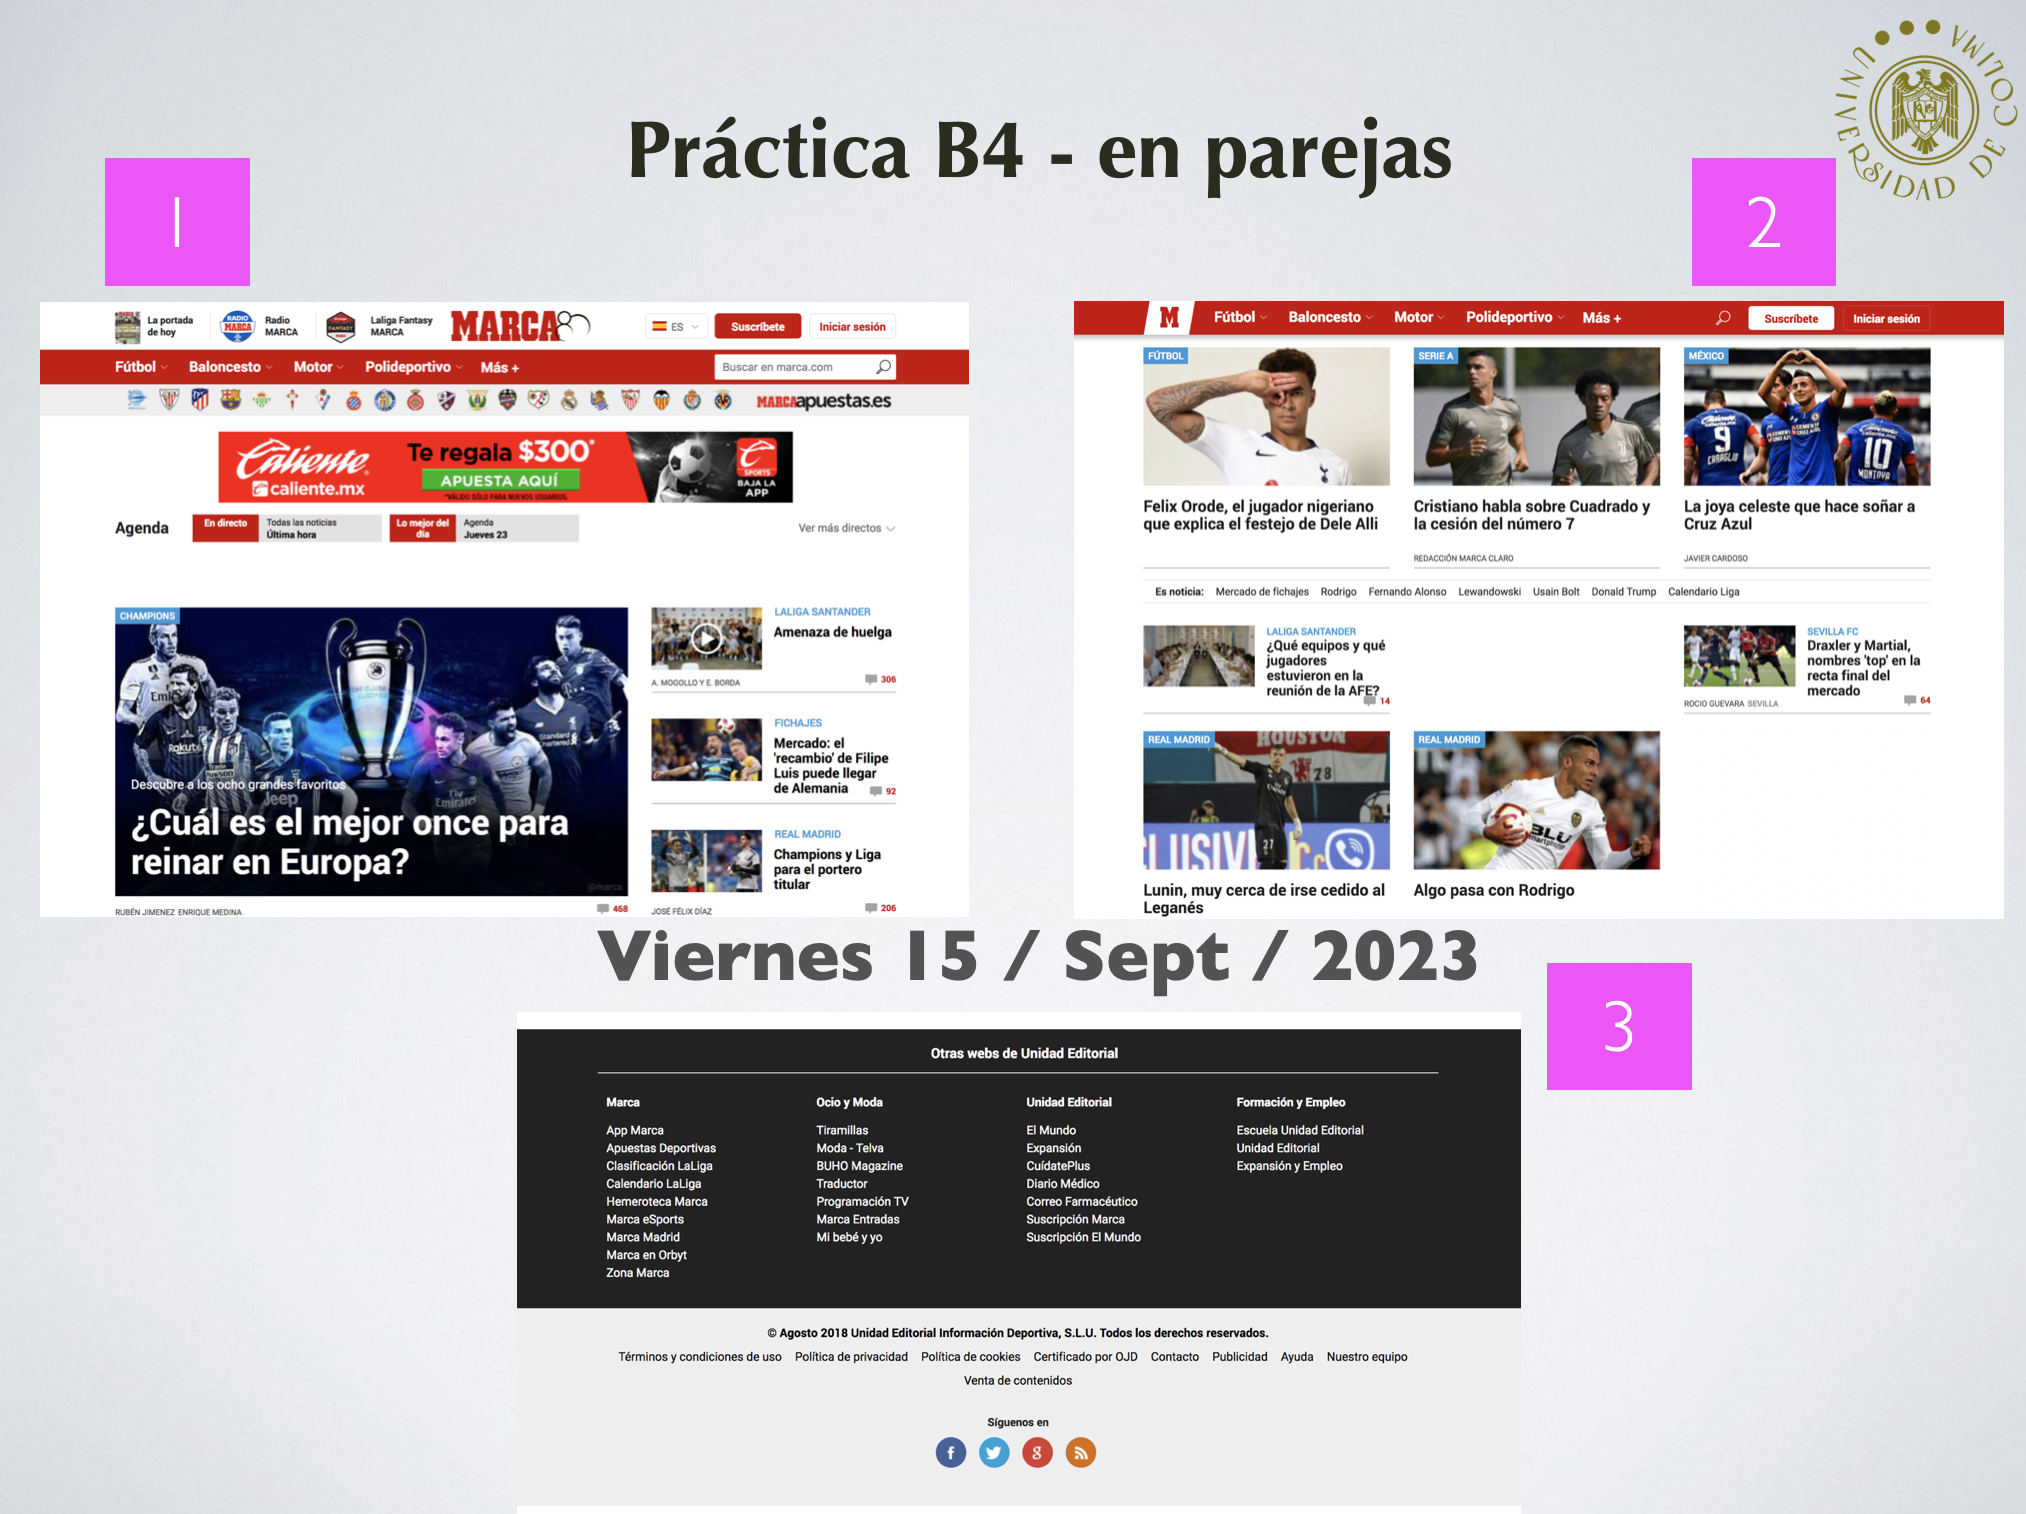 Práctica B4 - en parejas
UNIVERSIDAD DE COLIMA
1
2
La portada
de hoy
RADIO
MARCA
Radio
MARCA
FANTASY
Laliga Fantasy
MARCA
MARCA80
ES
Suscríbete
Iniciar sesión
Fútbol
Baloncesto
Motor
Polideportivo
Más +
Buscar en marca.com
MARCAapuestas.es
Caliente
caliente.mx
Te regala $300*
APUESTA AQUÍ
*VÁLIDO SÓLO PARA NUEVOS USUARIOS.
SPORTS
BAJA LA
APP
Agenda
En directo
Todas las noticias
Última hora
Lo mejor del
día
Agenda
Jueves 23
Ver más directos
CHAMPIONS
Descubre a los ocho grandes favoritos
¿Cuál es el mejor once para
reinar en Europa?
@marca
RUBÉN JIMENEZ ENRIQUE MEDINA
468
LALIGA SANTANDER
Amenaza de huelga
A. MOGOLLO Y E. BORDA
306
FICHAJES
Mercado: el
'recambio' de Filipe
Luis puede llegar
de Alemania
92
REAL MADRID
Champions y Liga
para el portero
titular
JOSÉ FÉLIX DÍAZ
206
M
Fútbol
Baloncesto
Motor
Polideportivo
Más +
Suscríbete
Iniciar sesión
FÚTBOL
Felix Orode, el jugador nigeriano
que explica el festejo de Dele Alli
SERIE A
Cristiano habla sobre Cuadrado y
la cesión del número 7
REDACCIÓN MARCA CLARO
MÉXICO
9
10
MONTOYA
La joya celeste que hace soñar a
Cruz Azul
JAVIER CARDOSO
Es noticia: Mercado de fichajes Rodrigo Fernando Alonso Lewandowski Usain Bolt Donald Trump Calendario Liga
LALIGA SANTANDER
¿Qué equipos y qué
jugadores
estuvieron en la
reunión de la AFE?
14
SEVILLA FC
Draxler y Martial,
nombres 'top' en la
recta final del
mercado
ROCIO GUEVARA SEVILLA
64
REAL MADRID
HOUSTON
78
27
Lunin, muy cerca de irse cedido al
Leganés
REAL MADRID
BLU
Algo pasa con Rodrigo
Viernes 15 / Sept / 2023
3
Otras webs de Unidad Editorial
Marca
App Marca
Apuestas Deportivas
Clasificación LaLiga
Calendario LaLiga
Hemeroteca Marca
Marca eSports
Marca Madrid
Marca en Orbyt
Zona Marca
Ocio y Moda
Tiramillas
Moda - Telva
BUHO Magazine
Traductor
Programación TV
Marca Entradas
Mi bebé y yo
Unidad Editorial
El Mundo
Expansión
CuídatePlus
Diario Médico
Correo Farmacéutico
Suscripción Marca
Suscripción El Mundo
Formación y Empleo
Escuela Unidad Editorial
Unidad Editorial
Expansión y Empleo
© Agosto 2018 Unidad Editorial Información Deportiva, S.L.U. Todos los derechos reservados.
Términos y condiciones de uso Política de privacidad Política de cookies Certificado por OJD Contacto Publicidad Ayuda Nuestro equipo
Venta de contenidos
Síguenos en